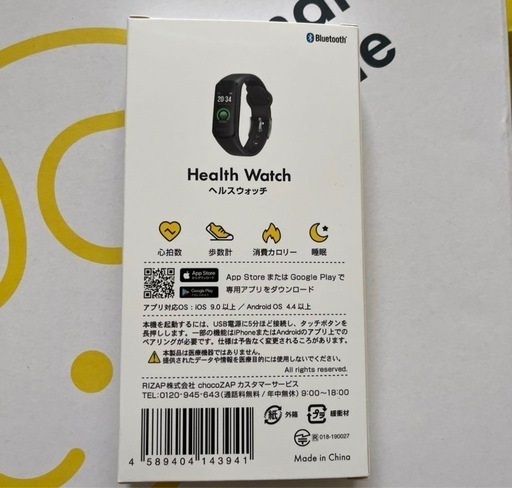 Bluetooth®
20 34
Health Watch
ヘルスウォッチ
心拍数 歩数計 消費カロリー 睡眠
App Store
Google Play
App Store または Google Play で
専用アプリをダウンロード
アプリ対応OS：iOS 9.0 以上 / Android OS 4.4 以上
本機を起動するには、USB電源に5分ほど接続し、タッチボタンを
長押しします。一部の機能はiPhoneまたはAndroidのアプリ上での
ペアリングが必要です。仕様は予告なく変更されるころがあります。
本製品は医療機器ではありません。
提供されたデータや情報を医療目的には使用しないでください。
All rights reserved.
RIZAP株式会社 chocoZAP カスタマーサービス
TEL:0120-945-643(通話料無料 / 年中無休) 9:00~18:00
紙 外箱 プラ 緩衝材
R 018-190027
4 589404 143941
Made in China